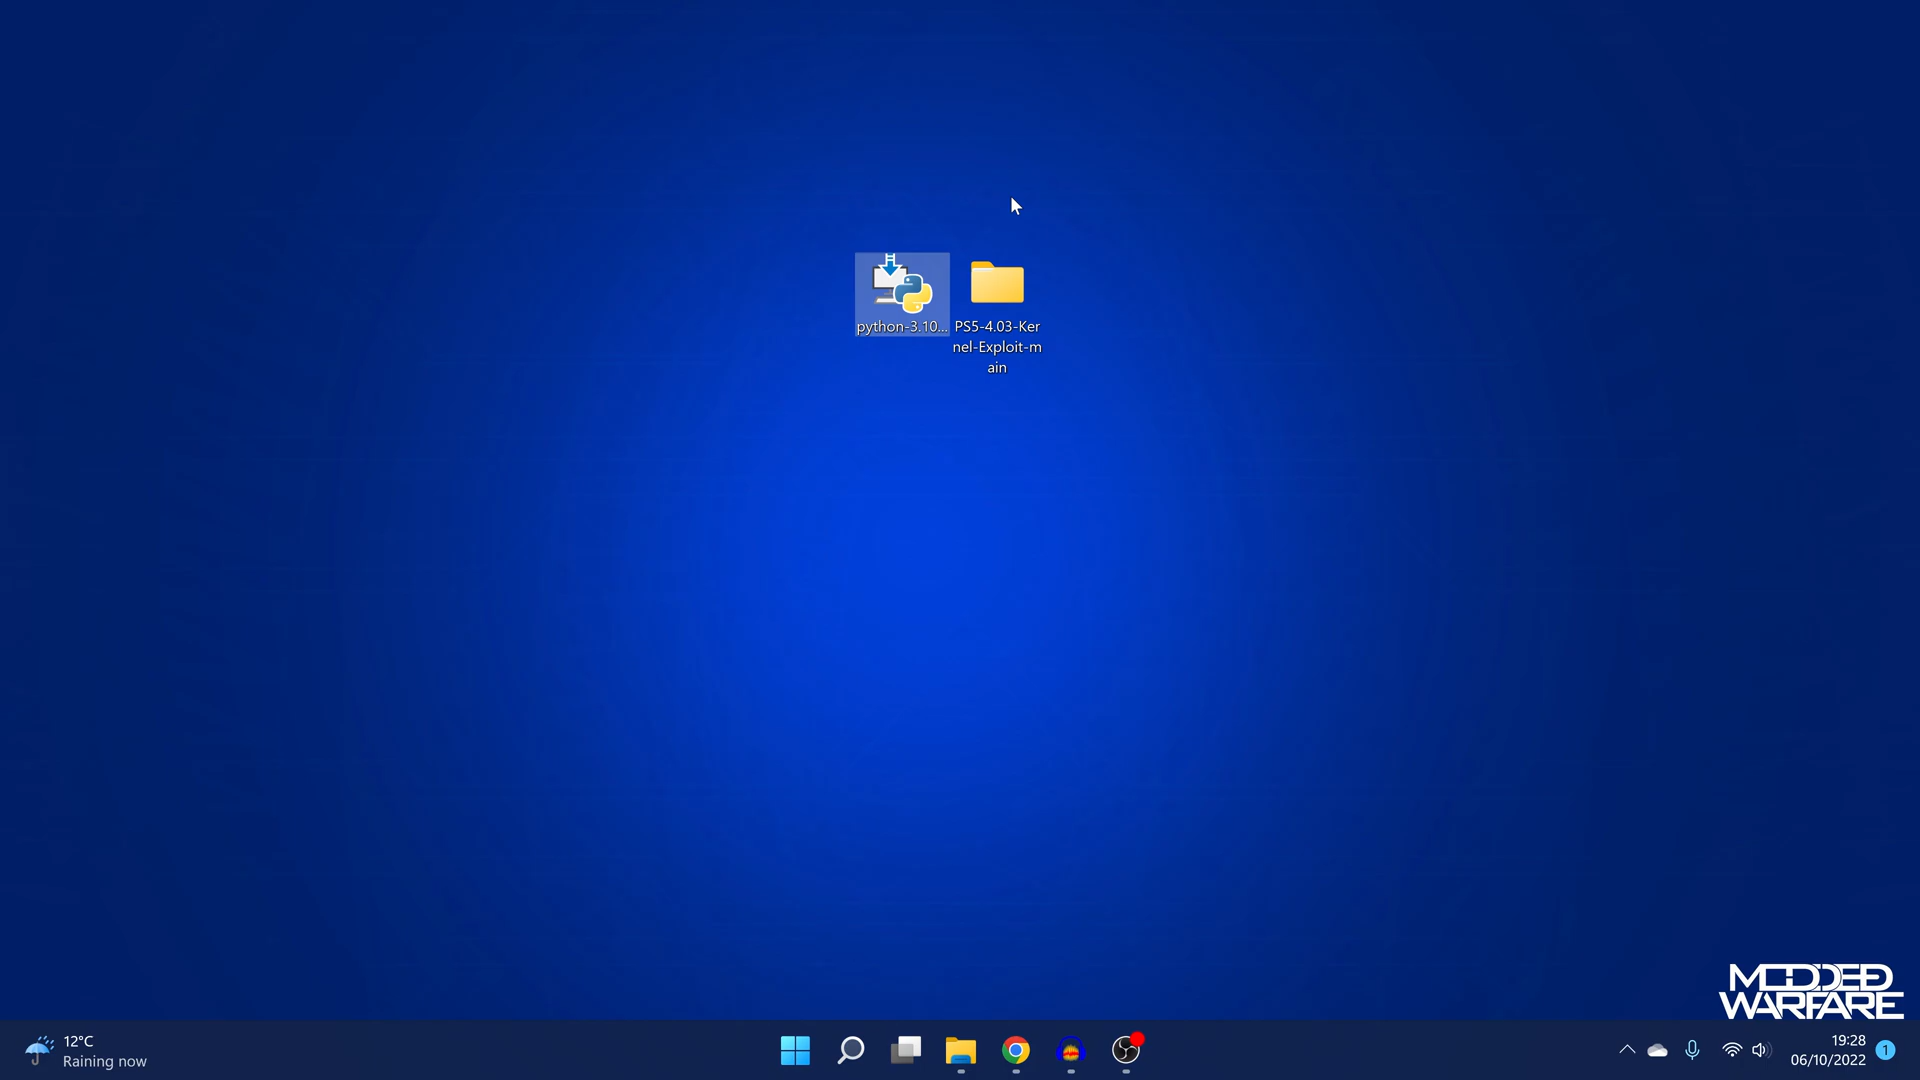 python-3.10...
PS5-4.03-Ker
nel-Exploit-m
ain
MODDED
WARFARE
12°C
Raining now
19:28
06/10/2022
1